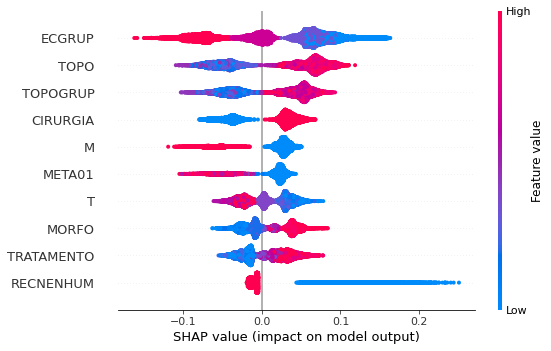 High
ECGRUP
TOPO
TOPOGRUP
CIRURGIA
M
META01
T
MORFO
TRATAMENTO
RECNENHUM
Feature value
Low
−0.1 0.0 0.1 0.2
SHAP value (impact on model output)